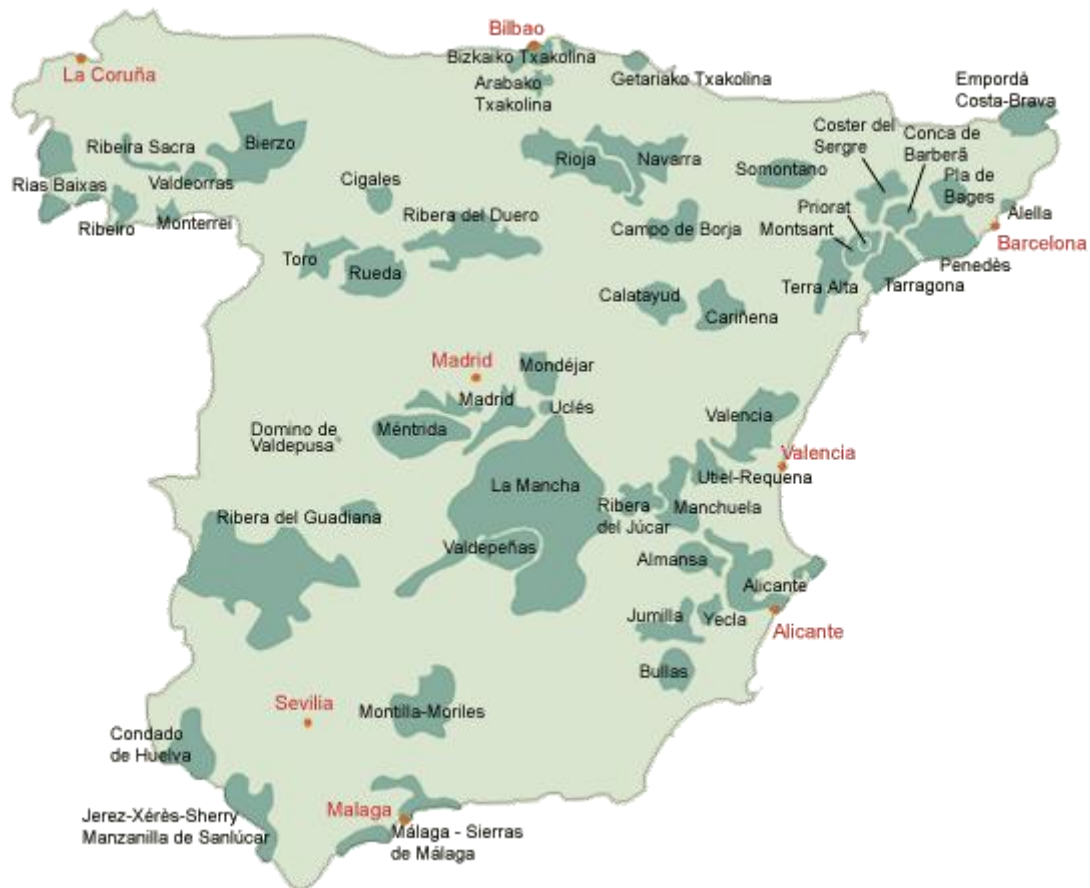 Bilbao
La Coruña
Bizkaiko Txakolina
Getariako Txakolina
Arabako
Txakolina
Empordá
Costa-Brava
Coster del
Sergre
Conca de
Barberã
Ribeira Sacra
Bierzo
Rioja
Navarra
Somontano
Pla de
Bages
Rias Baixas
Valdeorras
Cigales
Priorat
Alella
Ribeiro
Monterrei
Ribera del Duero
Campo de Borja
Montsant
Barcelona
Toro
Rueda
Penedès
Terra Alta
Tarragona
Calatayud
Cariñena
Madrid
Mondéjar
Madrid
Uclés
Valencia
Domino de
Valdepusa
Méntrida
Valencia
Utiel-Requena
La Mancha
Ribera
del Júcar
Manchuela
Ribera del Guadiana
Valdepeñas
Almansa
Alicante
Jumilla
Yecla
Alicante
Bullas
Sevilia
Montilla-Moriles
Condado
de Huelva
Jerez-Xérès-Sherry
Manzanilla de Sanlúcar
Malaga
Málaga - Sierras
de Málaga